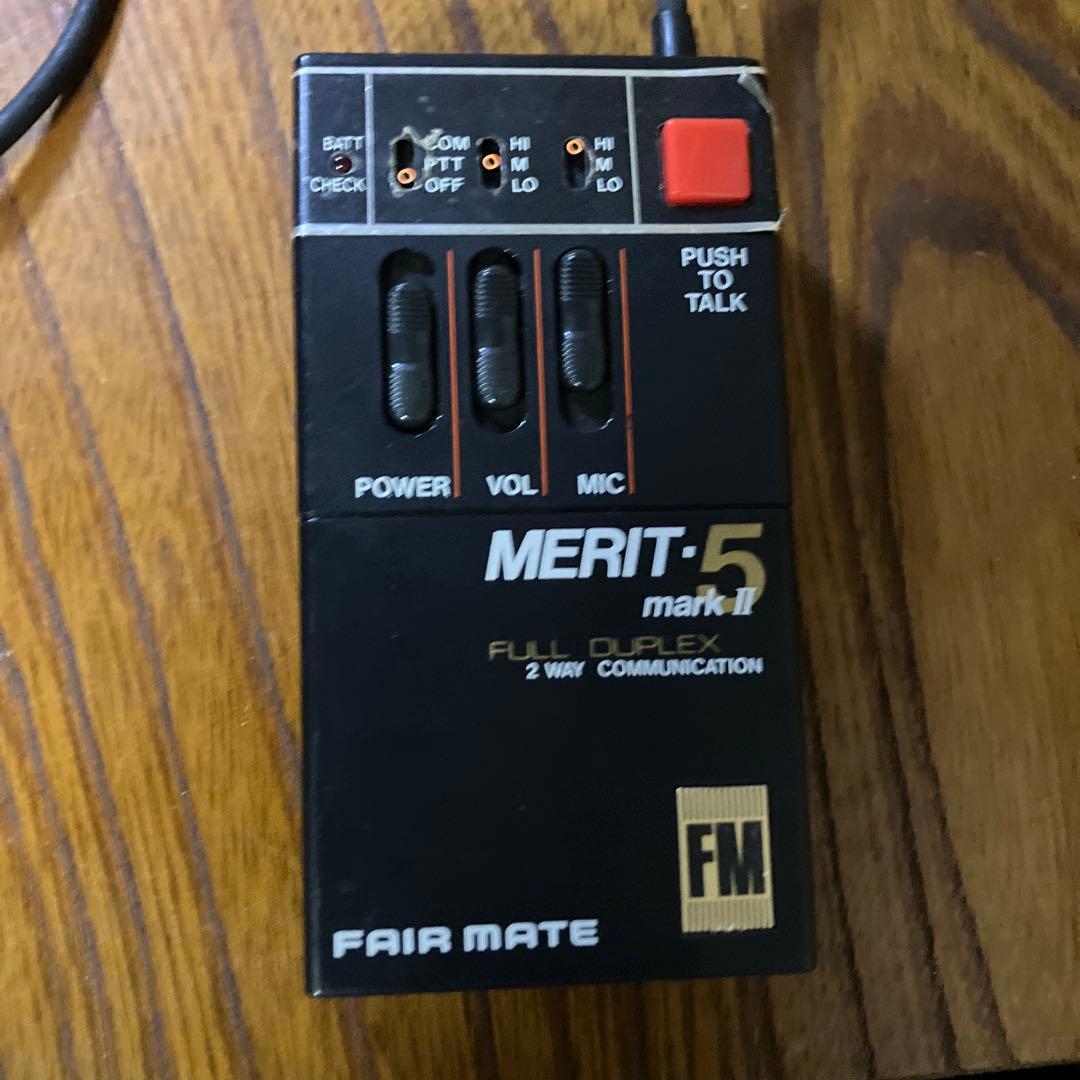 BATT
CHECK
COM
PTT
OFF
HI
M
LO
HI
M
LO
PUSH
TO
TALK
POWER VOL MIC
MERIT·5
mark II
FULL DUPLEX
2 WAY COMMUNICATION
FM
FAIR MATE